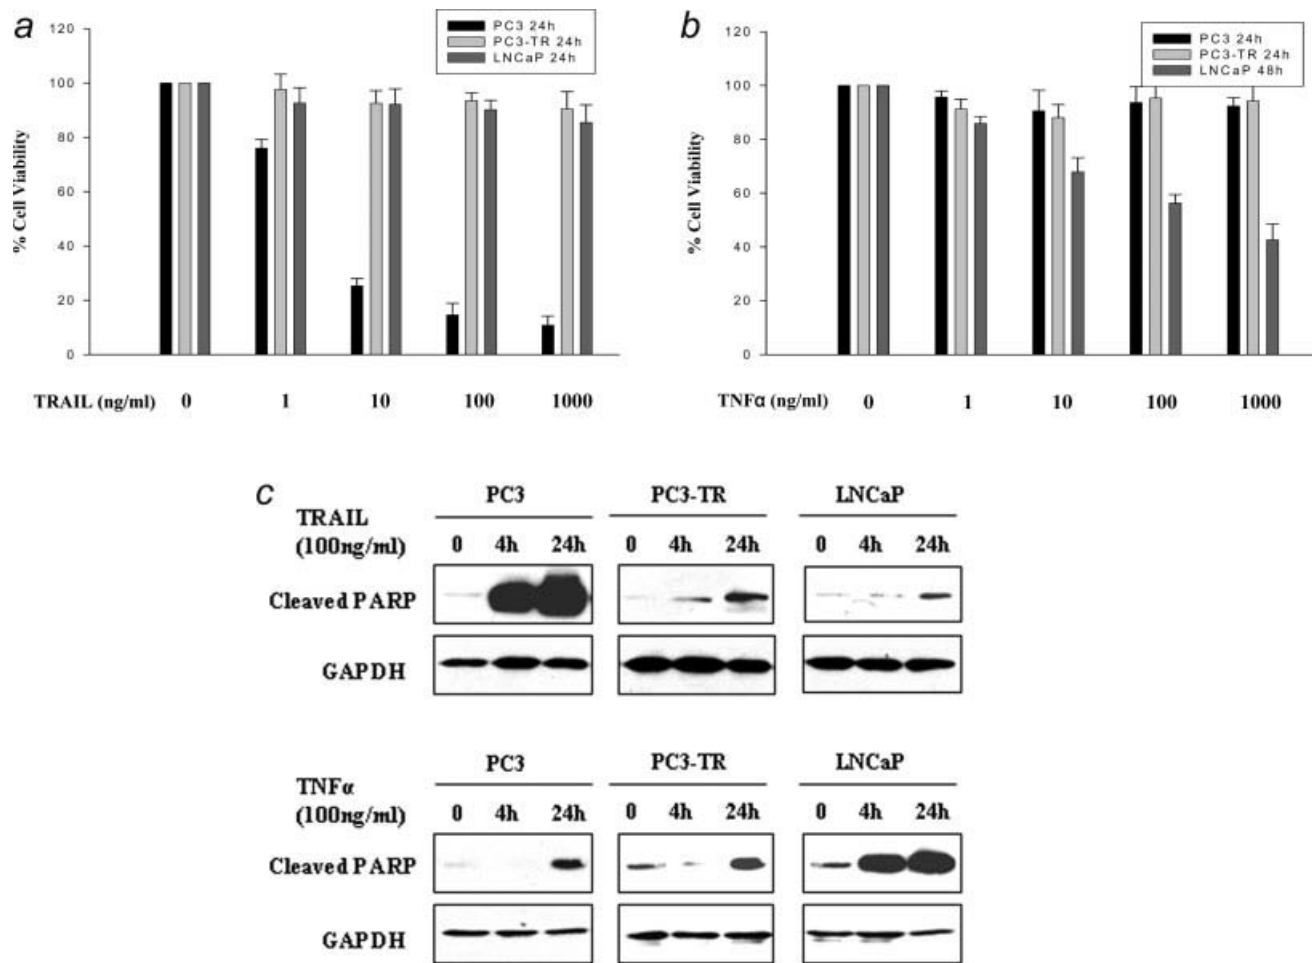 a
PC3 24h
PC3-TR 24h
LNCaP 24h
% Cell Viability
120
100
80
60
40
20
0
TRAIL (ng/ml) 0 1 10 100 1000
b
PC3 24h
PC3-TR 24h
LNCaP 48h
% Cell Viability
120
100
80
60
40
20
0
TNFα (ng/ml) 0 1 10 100 1000
c
PC3 PC3-TR LNCaP
TRAIL
(100ng/ml)
0 4h 24h 0 4h 24h 0 4h 24h
Cleaved PARP
GAPDH
PC3 PC3-TR LNCaP
TNFα
(100ng/ml)
0 4h 24h 0 4h 24h 0 4h 24h
Cleaved PARP
GAPDH